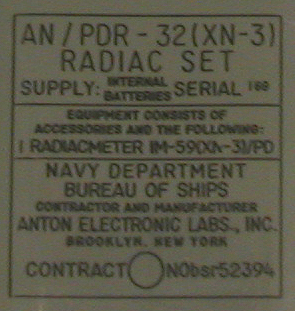 AN/PDR-32(XN-3)
RADIAC SET
SUPPLY: INTERNAL BATTERIES SERIAL 169
EQUIPMENT CONSISTS OF
ACCESSORIES AND THE FOLLOWING:
1 RADIACMETER IM-59(XN-3)/PD
NAVY DEPARTMENT
BUREAU OF SHIPS
CONTRACTOR AND MANUFACTURER
ANTON ELECTRONIC LABS., INC.
BROOKLYN, NEW YORK
CONTRACT NObsr52394